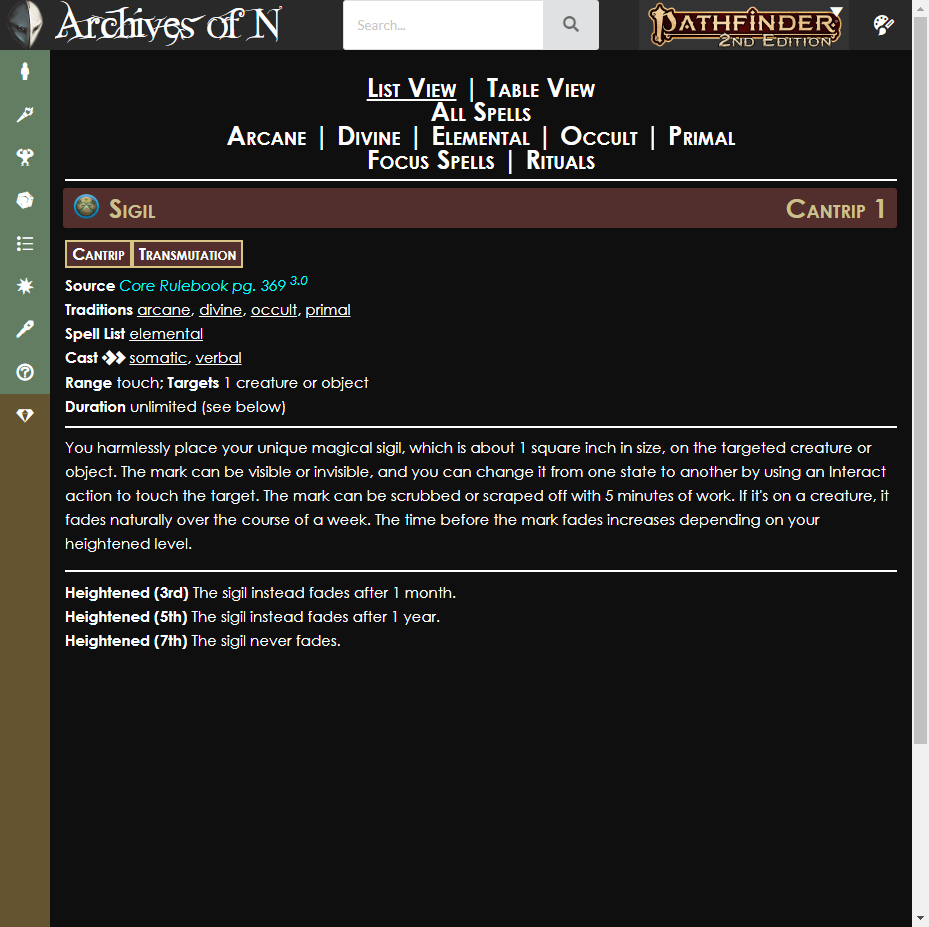 Archives of N
Search...
PATHFINDER
2ND EDITION
List View | Table View
All Spells
Arcane | Divine | Elemental | Occult | Primal
Focus Spells | Rituals
Sigil Cantrip 1
Cantrip Transmutation
Source Core Rulebook pg. 369 3.0
Traditions arcane, divine, occult, primal
Spell List elemental
Cast somatic, verbal
Range touch; Targets 1 creature or object
Duration unlimited (see below)
You harmlessly place your unique magical sigil, which is about 1 square inch in size, on the targeted creature or
object. The mark can be visible or invisible, and you can change it from one state to another by using an Interact
action to touch the target. The mark can be scrubbed or scraped off with 5 minutes of work. If it's on a creature, it
fades naturally over the course of a week. The time before the mark fades increases depending on your
heightened level.
Heightened (3rd) The sigil instead fades after 1 month.
Heightened (5th) The sigil instead fades after 1 year.
Heightened (7th) The sigil never fades.